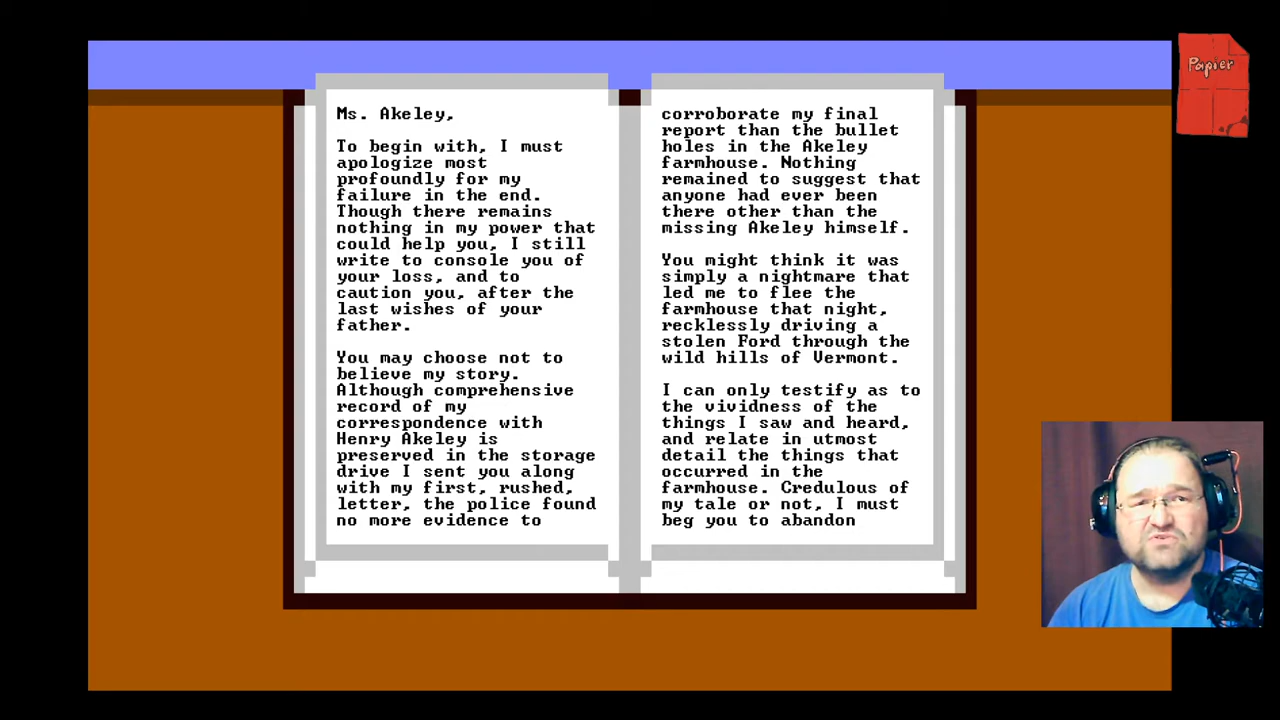 Papier
Ms. Akeley,
To begin with, I must
apologize most
profoundly for my
failure in the end.
Though there remains
nothing in my power that
could help you, I still
write to console you of
your loss, and to
caution you, after the
last wishes of your
father.
You may choose not to
believe my story.
Although comprehensive
record of my
correspondence with
Henry Akeley is
preserved in the storage
drive I sent you along
with my first, rushed,
letter, the police found
no more evidence to
corroborate my final
report than the bullet
holes in the Akeley
farmhouse. Nothing
remained to suggest that
anyone had ever been
there other than the
missing Akeley himself.
You might think it was
simply a nightmare that
led me to flee the
farmhouse that night,
recklessly driving a
stolen Ford through the
wild hills of Vermont.
I can only testify as to
the vividness of the
things I saw and heard,
and relate in utmost
detail the things that
occurred in the
farmhouse. Credulous of
my tale or not, I must
beg you to abandon